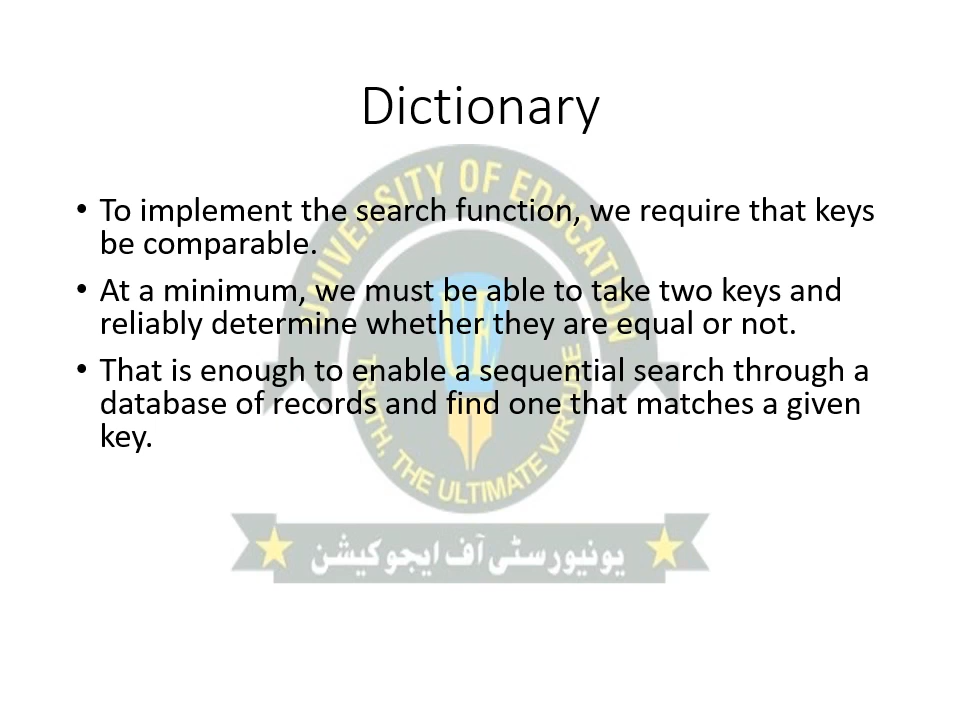 Dictionary
• To implement the search function, we require that keys
be comparable.
• At a minimum, we must be able to take two keys and
reliably determine whether they are equal or not.
• That is enough to enable a sequential search through a
database of records and find one that matches a given
key.
UNIVERSITY OF EDUCATION
UE
TRUTH, THE ULTIMATE VIRTUE
یونیورسٹی آف ایجوکیشن